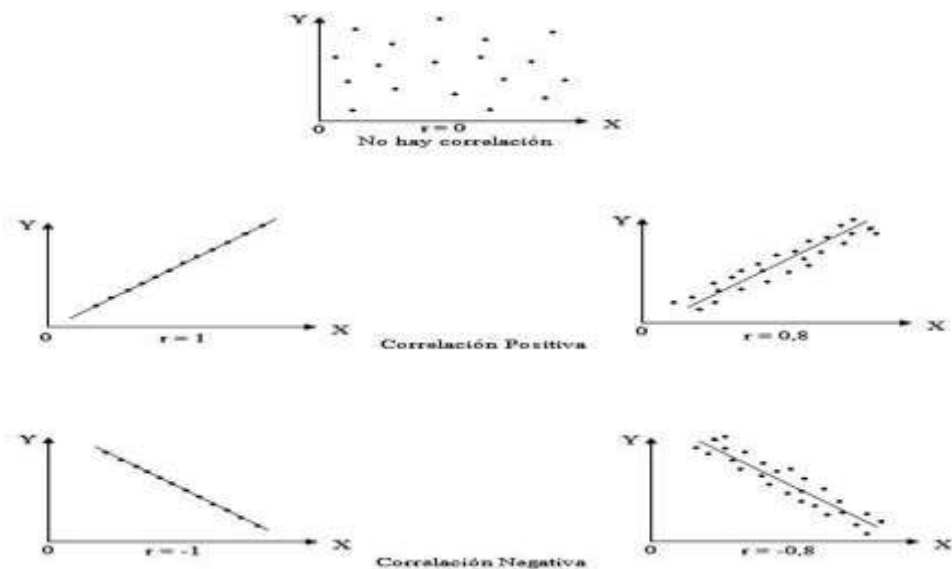 Y
0
r = 0
X
No hay correlación
Y
0
r = 1
X
Y
0
r = 0,8
X
Correlación Positiva
Y
0
r = -1
X
Y
0
r = -0,8
X
Correlación Negativa